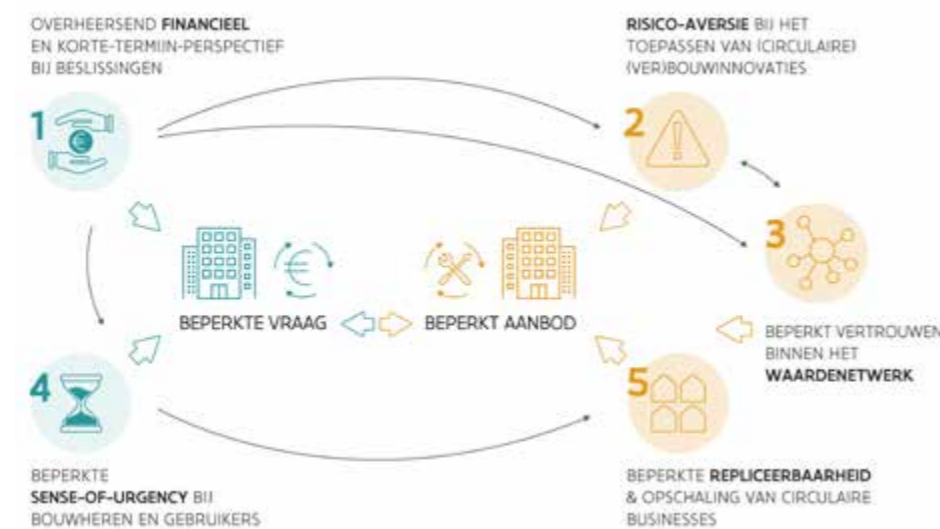 OVERHEERSEND FINANCIEEL
EN KORTE-TERMIJN-PERSPECTIEF
BIJ BESLISSINGEN
1
RISICO-AVERSIE BIJ HET
TOEPASSEN VAN (CIRCULAIRE)
(VER)BOUWINNOVATIES
2
3
BEPERKT VERTROUWEN
BINNEN HET
WAARDENETWERK
BEPERKTE VRAAG
BEPERKT AANBOD
4
BEPERKTE
SENSE-OF-URGENCY BIJ
BOUWHEREN EN GEBRUIKERS
5
BEPERKTE REPLICEERBAARHEID
& OPSCHALING VAN CIRCULAIRE
BUSINESSES